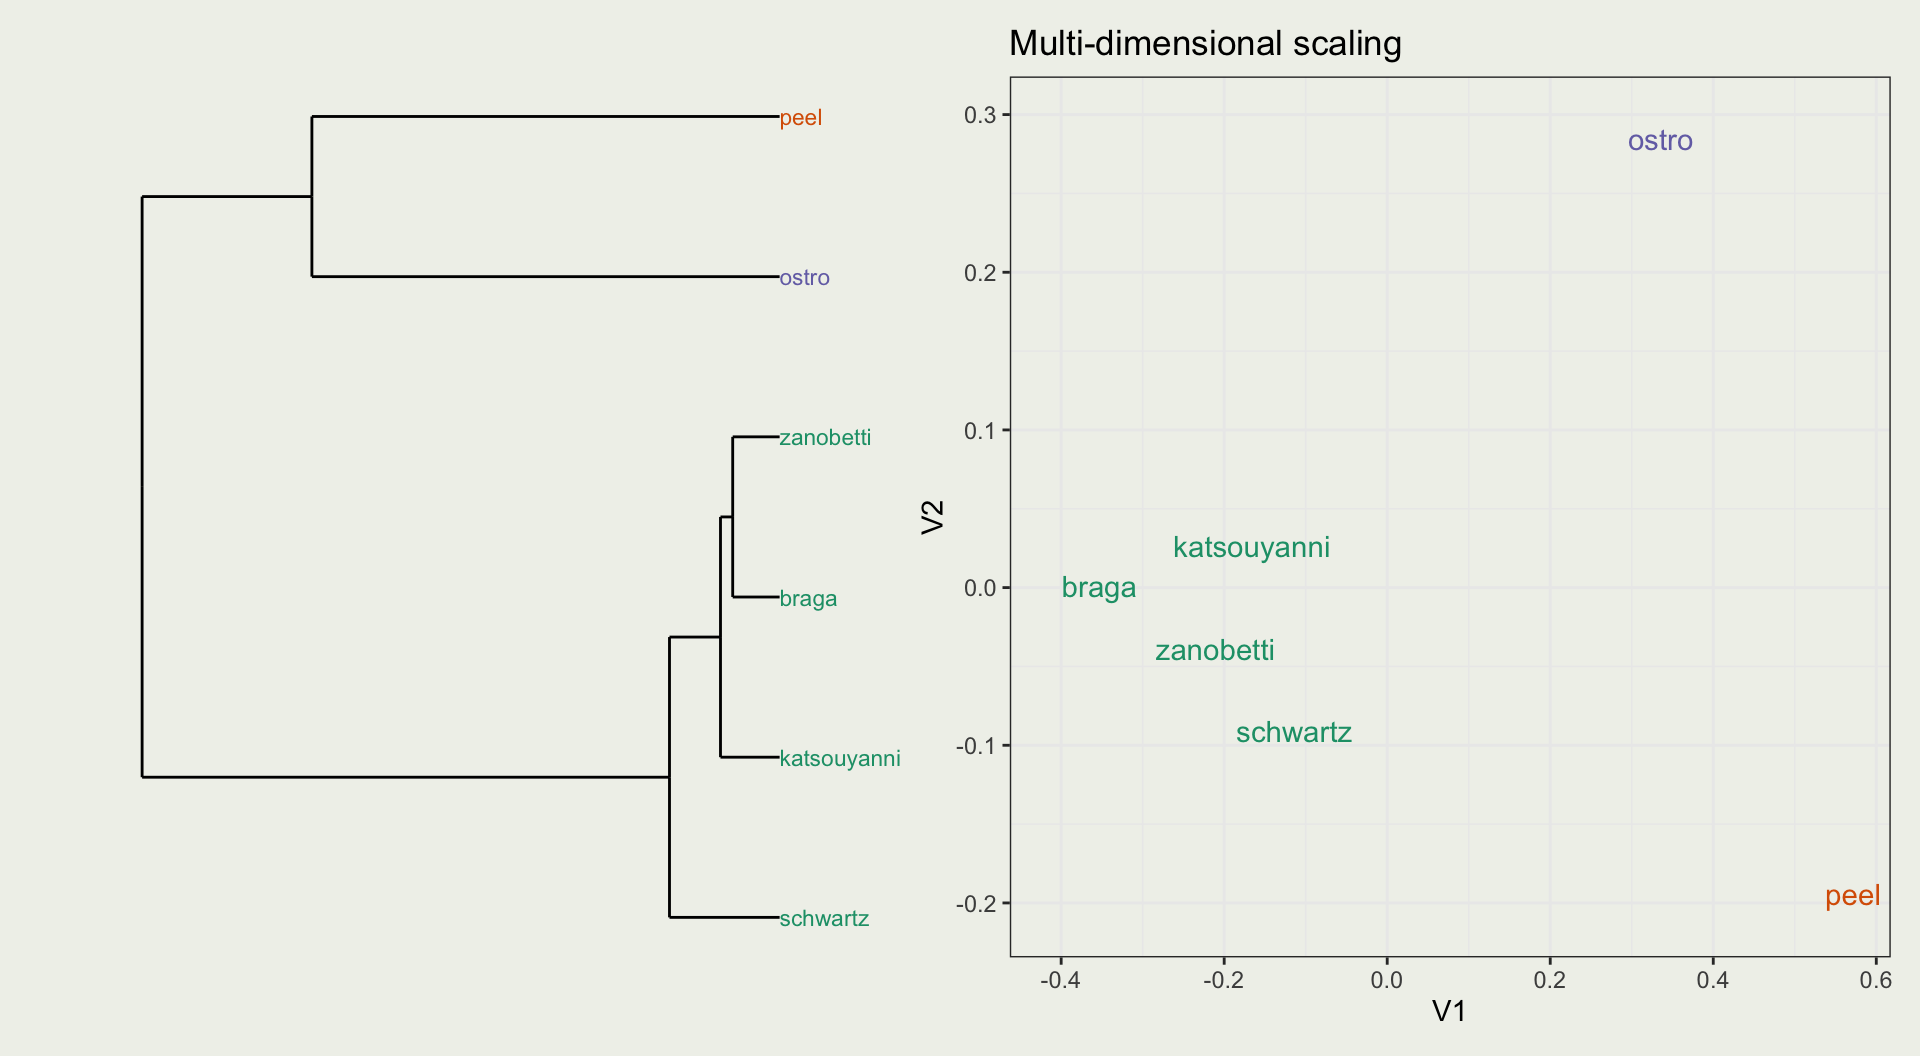 peel
ostro
zanobetti
braga
katsouyanni
schwartz
Multi-dimensional scaling
0.3
0.2
0.1
0.0
-0.1
-0.2
V2
ostro
katsouyanni
braga
zanobetti
schwartz
peel
-0.4 -0.2 0.0 0.2 0.4 0.6
V1